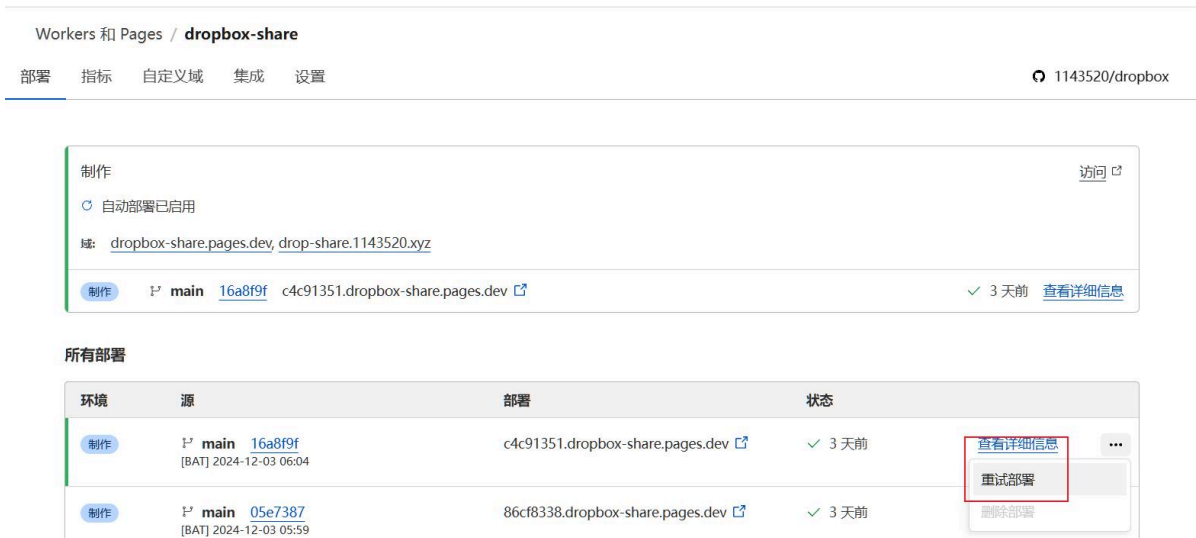 Workers 和 Pages / dropbox-share
部署 指标 自定义域 集成 设置 1143520/dropbox
制作 访问
自动部署已启用
域: dropbox-share.pages.dev, drop-share.1143520.xyz
制作 main 16a8f9f c4c91351.dropbox-share.pages.dev 3 天前 查看详细信息
所有部署
环境 源 部署 状态
制作 main 16a8f9f c4c91351.dropbox-share.pages.dev 3 天前 查看详细信息 ...
[BAT] 2024-12-03 06:04
重试部署
制作 main 05e7387 86cf8338.dropbox-share.pages.dev 3 天前 删除部署
[BAT] 2024-12-03 05:59